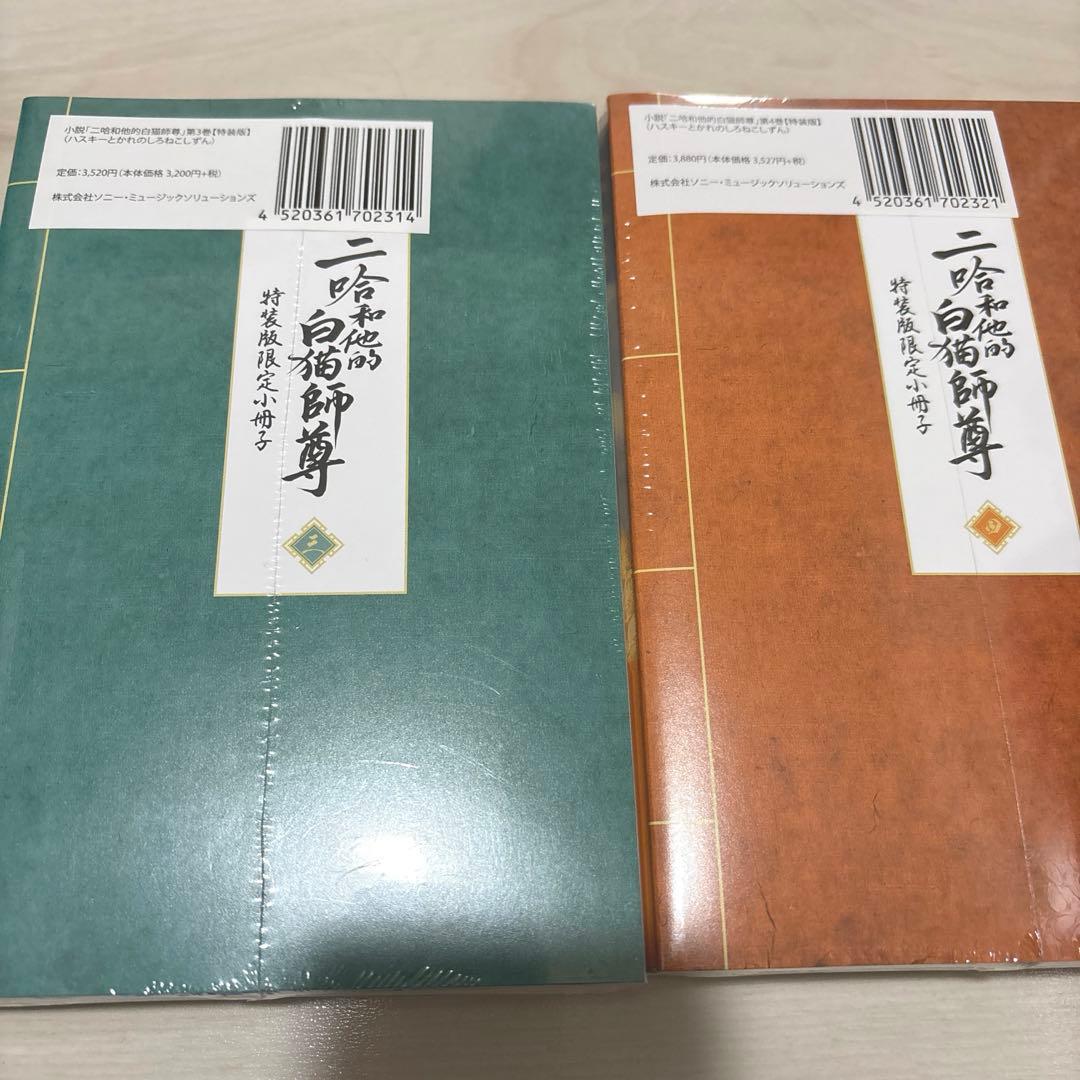 小説「二哈和他的白猫師尊」第3巻【特装版】
(ハスキーとかれのしろねこしずん)
定価：3,520円(本体価格 3,200円+税)
株式会社ソニー・ミュージックソリューションズ
4 520361 702314
二哈和他的
白猫師尊
特装版限定小冊子
三
小説「二哈和他的白猫師尊」第4巻【特装版】
(ハスキーとかれのしろねこしずん)
定価：3,880円(本体価格 3,527円+税)
株式会社ソニー・ミュージックソリューションズ
4 520361 702321
二哈和他的
白猫師尊
特装版限定小冊子
四